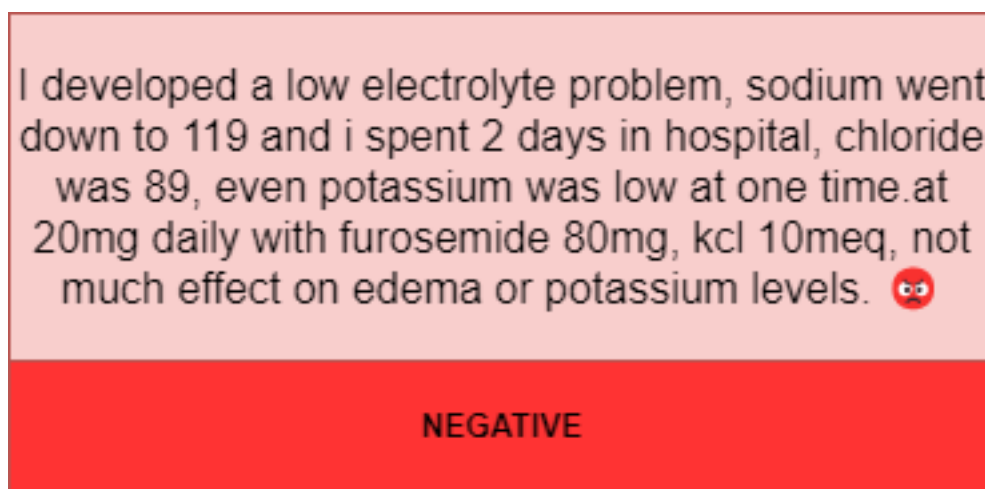 I developed a low electrolyte problem, sodium went
down to 119 and i spent 2 days in hospital, chloride
was 89, even potassium was low at one time.at
20mg daily with furosemide 80mg, kcl 10meq, not
much effect on edema or potassium levels. 😡
NEGATIVE